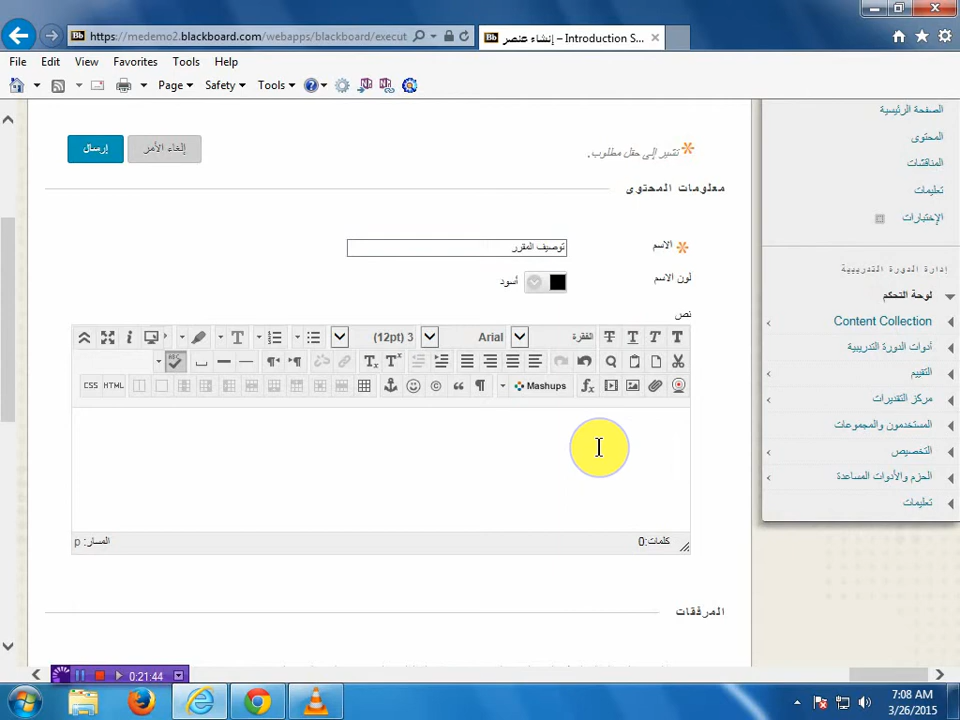 https://medemo2.blackboard.com/webapps/blackboard/execut
إنشاء عنصر – Introduction S...
File Edit View Favorites Tools Help
Page Safety Tools
الصفحة الرئيسية
المحتوى
المناقشات
تعليمات
الإختبارات
إدارة الدورة التدريبية
لوحة التحكم
Content Collection
أدوات الدورة التدريبية
التقييم
مركز التقديرات
المستخدمون والمجموعات
التخصيص
الحزم والأدوات المساعدة
تعليمات
تشير إلى حقل مطلوب.
إلغاء الأمر
إرسال
معلومات المحتوى
الاسم
توصيف المقرر
لون الاسم
أسود
نص
الفقرة Arial 3 (12pt)
Mashups HTML CSS
كلمات:0
المسار: p
المرفقات
0:21:44
7:08 AM
3/26/2015